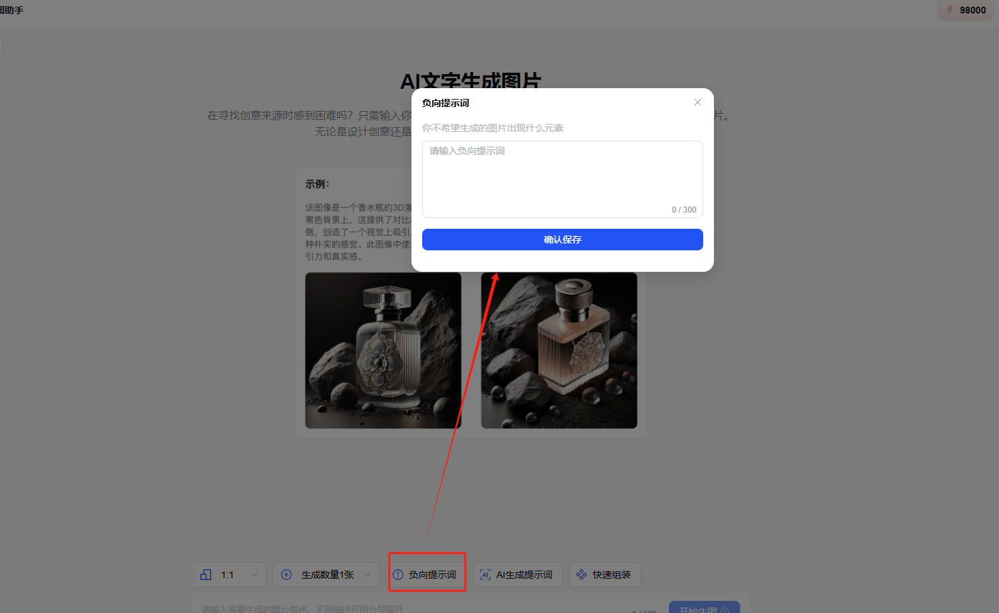 图助手
98000
AI文字生成图片
在寻找创意来源时感到困难吗？只需输入你
片。
无论是设计创意还是
负向提示词
你不希望生成的图片出现什么元素
请输入负向提示词
0 / 300
确认保存
示例：
该图像是一个香水瓶的3D渲
黑色背景上，这提供了对比
侧，创造了一个视觉上吸引
种朴实的感觉。此图像中使
引力和真实感。
1:1
生成数量1张
负向提示词
AI生成提示词
快速组装
请输入需要生成的图片描述，不同描述可用分号隔开
0 / 500
开始生图